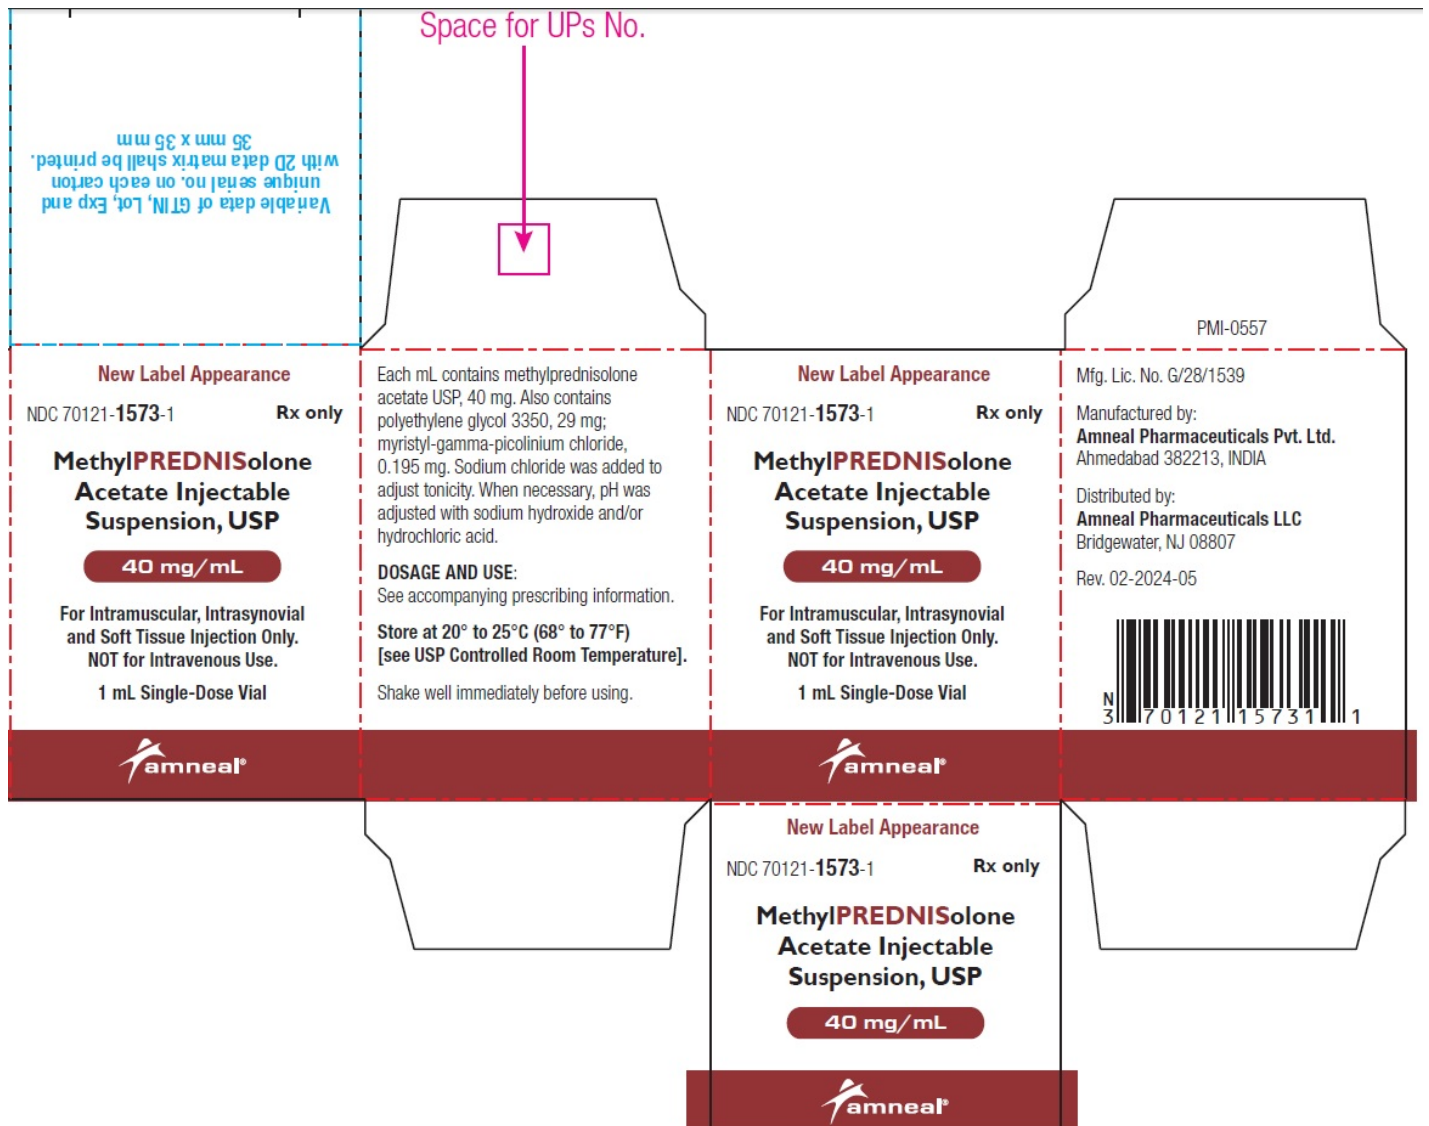 Space for UPs No.
Variable data of GTIN, Lot, Exp and
unique serial no. on each carton
with 2D data matrix shall be printed.
35 mm x 35 mm
New Label Appearance
NDC 70121-1573-1 Rx only
MethylPREDNISolone
Acetate Injectable
Suspension, USP
40 mg/mL
For Intramuscular, Intrasynovial
and Soft Tissue Injection Only.
NOT for Intravenous Use.
1 mL Single-Dose Vial
amneal®
Each mL contains methylprednisolone
acetate USP, 40 mg. Also contains
polyethylene glycol 3350, 29 mg;
myristyl-gamma-picolinium chloride,
0.195 mg. Sodium chloride was added to
adjust tonicity. When necessary, pH was
adjusted with sodium hydroxide and/or
hydrochloric acid.
DOSAGE AND USE:
See accompanying prescribing information.
Store at 20° to 25°C (68° to 77°F)
[see USP Controlled Room Temperature].
Shake well immediately before using.
New Label Appearance
NDC 70121-1573-1 Rx only
MethylPREDNISolone
Acetate Injectable
Suspension, USP
40 mg/mL
For Intramuscular, Intrasynovial
and Soft Tissue Injection Only.
NOT for Intravenous Use.
1 mL Single-Dose Vial
amneal®
PMI-0557
Mfg. Lic. No. G/28/1539
Manufactured by:
Amneal Pharmaceuticals Pvt. Ltd.
Ahmedabad 382213, INDIA
Distributed by:
Amneal Pharmaceuticals LLC
Bridgewater, NJ 08807
Rev. 02-2024-05
N
3 70121 15731 1
New Label Appearance
NDC 70121-1573-1 Rx only
MethylPREDNISolone
Acetate Injectable
Suspension, USP
40 mg/mL
amneal®